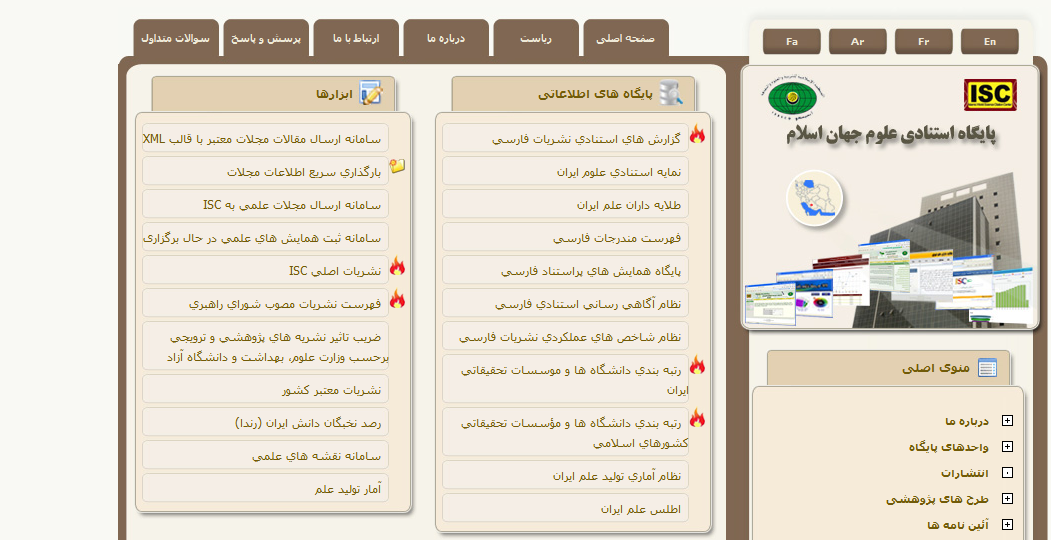 صفحه اصلی
ریاست
درباره ما
ارتباط با ما
پرسش و پاسخ
سوالات متداول
En
Fr
Ar
Fa
ISC
پایگاه استنادی علوم جهان اسلام
منوی اصلی
درباره ما
واحدهای پایگاه
انتشارات
طرح های پژوهشی
آئین نامه ها
پایگاه های اطلاعاتی
گزارش هاي استنادي نشريات فارسي
نمايه استنادي علوم ايران
طلايه داران علم ايران
فهرست مندرجات فارسي
پايگاه همايش هاي پراستناد فارسي
نظام آگاهي رساني استنادي فارسي
نظام شاخص هاي عملكردي نشريات فارسي
رتبه بندي دانشگاه ها و موسسات تحقيقاتي
ايران
رتبه بندي دانشگاه ها و مؤسسات تحقيقاتي
كشورهاي اسلامي
نظام آماري توليد علم ايران
اطلس علم ايران
ابزارها
سامانه ارسال مقالات مجلات معتبر با قالب XML
بارگذاري سريع اطلاعات مجلات
سامانه ارسال مجلات علمي به ISC
سامانه ثبت همايش هاي علمي در حال برگزاری
نشريات اصلي ISC
فهرست نشريات مصوب شوراي راهبري
ضريب تاثير نشريه هاي پژوهشي و ترويجي
برحسب وزارت علوم، بهداشت و دانشگاه آزاد
نشريات معتبر كشور
رصد نخبگان دانش ايران (رندا)
سامانه نقشه هاي علمي
آمار توليد علم